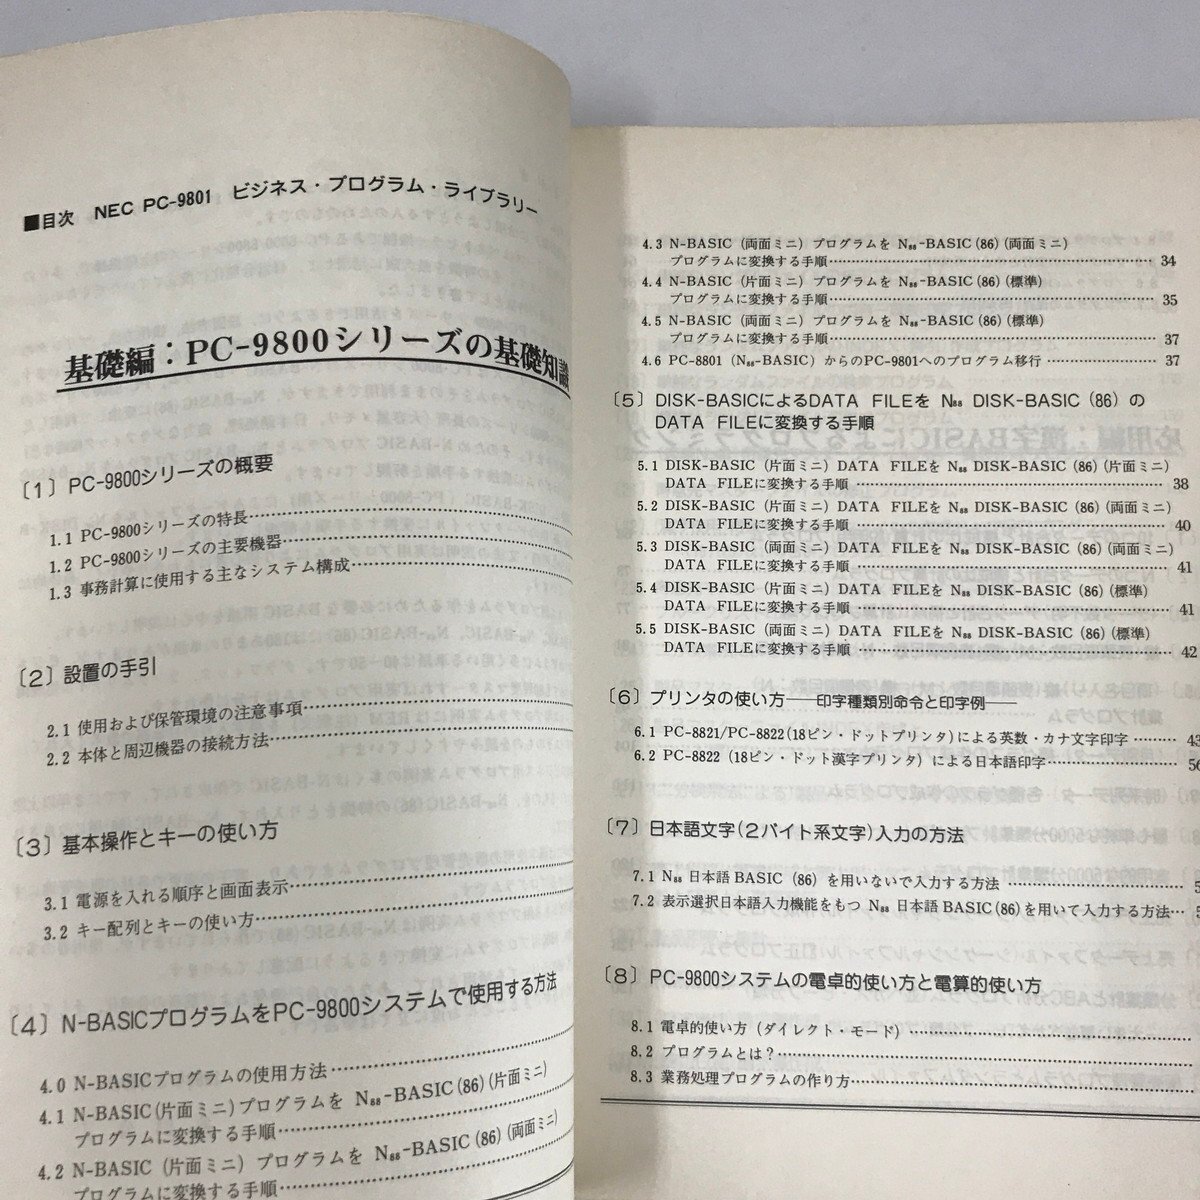 ■目次 NEC PC-9801 ビジネス・プログラム・ライブラリー
基礎編：PC-9800シリーズの基礎知識
〔1〕PC-9800シリーズの概要
1.1 PC-9800シリーズの特長
1.2 PC-9800シリーズの主要機器
1.3 事務計算に使用する主なシステム構成
〔2〕設置の手引
2.1 使用および保管環境の注意事項
2.2 本体と周辺機器の接続方法
〔3〕基本操作とキーの使い方
3.1 電源を入れる順序と画面表示
3.2 キー配列とキーの使い方
〔4〕N-BASICプログラムをPC-9800システムで使用する方法
4.0 N-BASICプログラムの使用方法
4.1 N-BASIC(片面ミニ)プログラムを N₈₈-BASIC(86)(片面ミニ)
プログラムに変換する手順
4.2 N-BASIC (片面ミニ) プログラムを N₈₈-BASIC(86)(両面ミニ)
プログラムに変換する手順
4.3 N-BASIC (両面ミニ) プログラムを N₈₈-BASIC(86)(両面ミニ)
プログラムに変換する手順 34
4.4 N-BASIC (片面ミニ) プログラムを N₈₈-BASIC(86)(標準)
プログラムに変換する手順 35
4.5 N-BASIC (両面ミニ) プログラムを N₈₈-BASIC(86)(標準)
プログラムに変換する手順 37
4.6 PC-8801 (N₈₈-BASIC) からのPC-9801へのプログラム移行 37
〔5〕DISK-BASICによるDATA FILEを N₈₈ DISK-BASIC (86) の
DATA FILEに変換する手順
5.1 DISK-BASIC (片面ミニ) DATA FILEを N₈₈ DISK-BASIC (86)(片面ミニ)
DATA FILEに変換する手順 38
5.2 DISK-BASIC (片面ミニ) DATA FILEを N₈₈ DISK-BASIC (86)(両面ミニ)
DATA FILEに変換する手順 40
5.3 DISK-BASIC (両面ミニ) DATA FILEを N₈₈ DISK-BASIC (86)(両面ミニ)
DATA FILEに変換する手順 41
5.4 DISK-BASIC (片面ミニ) DATA FILEを N₈₈ DISK-BASIC (86)(標準)
DATA FILEに変換する手順 41
5.5 DISK-BASIC (両面ミニ) DATA FILEを N₈₈ DISK-BASIC (86)(標準)
DATA FILEに変換する手順 42
〔6〕プリンタの使い方――印字種類別命令と印字例――
6.1 PC-8821/PC-8822(18ピン・ドットプリンタ)による英数・カナ文字印字 43
6.2 PC-8822 (18ピン・ドット漢字プリンタ) による日本語印字 56
〔7〕日本語文字(2バイト系文字)入力の方法
7.1 N₈₈ 日本語 BASIC (86) を用いないで入力する方法
7.2 表示選択日本語入力機能をもつ N₈₈ 日本語 BASIC(86)を用いて入力する方法
〔8〕PC-9800システムの電卓的使い方と電算的使い方
8.1 電卓的使い方 (ダイレクト・モード)
8.2 プログラムとは？
8.3 業務処理プログラムの作り方